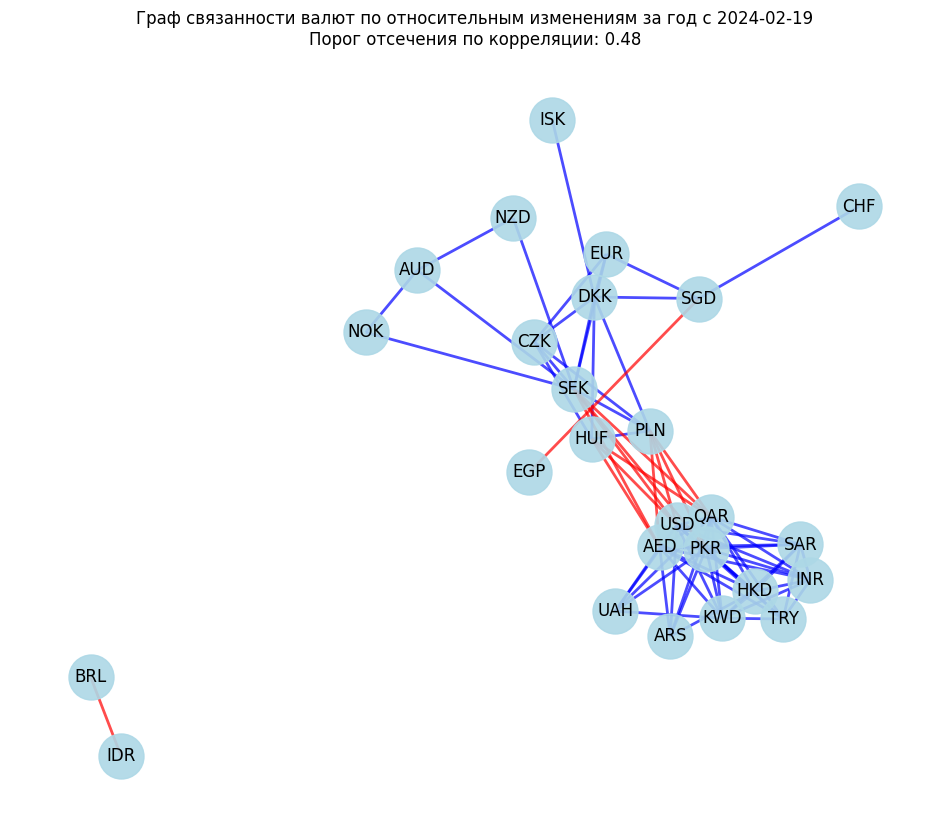 Граф связанности валют по относительным изменениям за год с 2024-02-19
Порог отсечения по корреляции: 0.48
ISK
CHF
NZD
EUR
AUD
DKK
SGD
NOK
CZK
SEK
PLN
HUF
EGP
QAR
USD
AED
PKR
SAR
INR
HKD
UAH
KWD
TRY
ARS
BRL
IDR